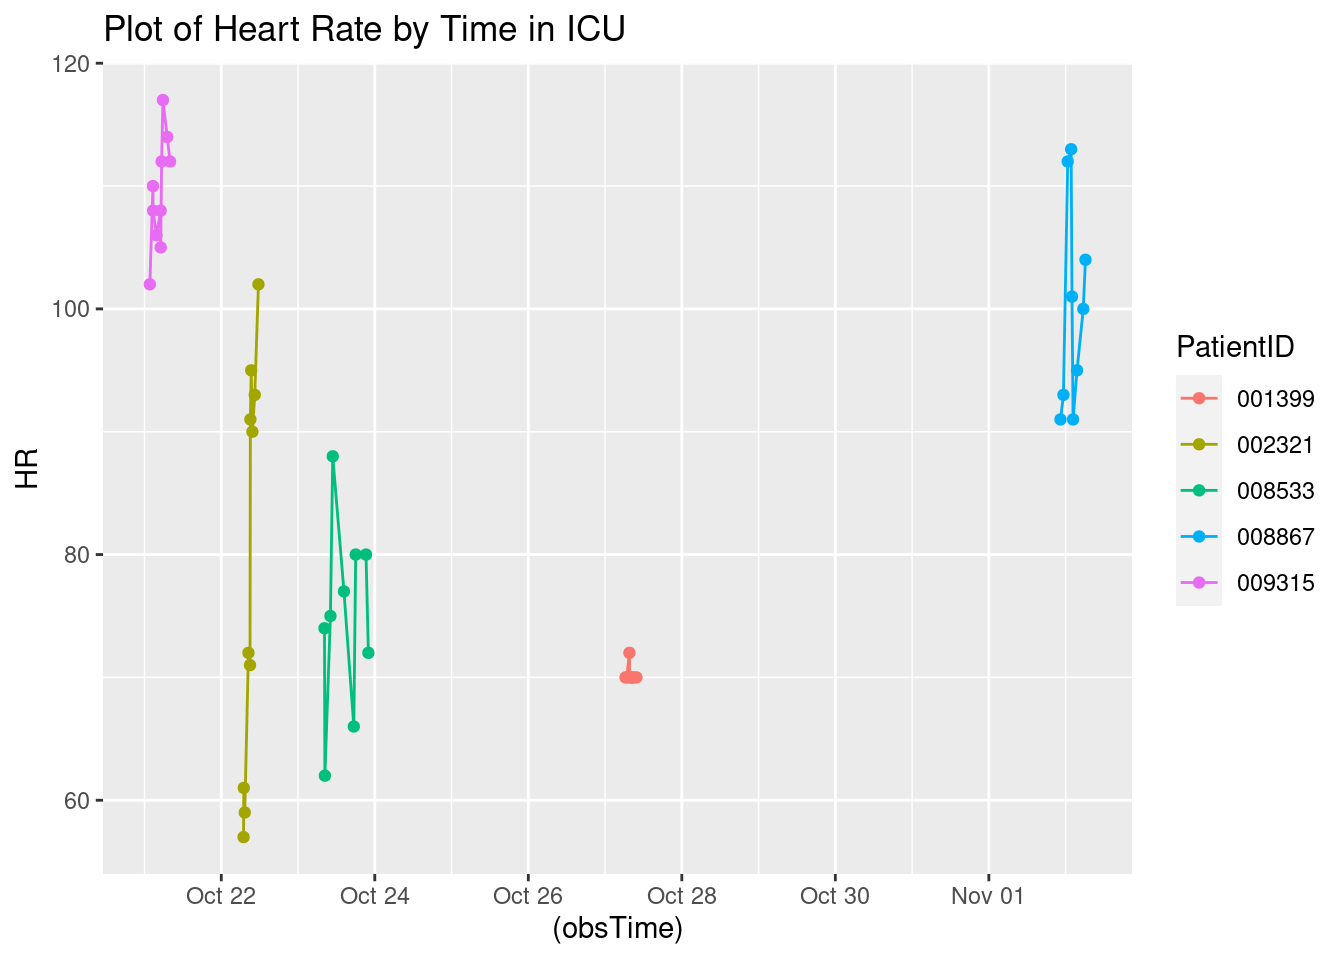 Plot of Heart Rate by Time in ICU
120
100
80
60
HR
Oct 22 Oct 24 Oct 26 Oct 28 Oct 30 Nov 01
(obsTime)
PatientID
001399
002321
008533
008867
009315